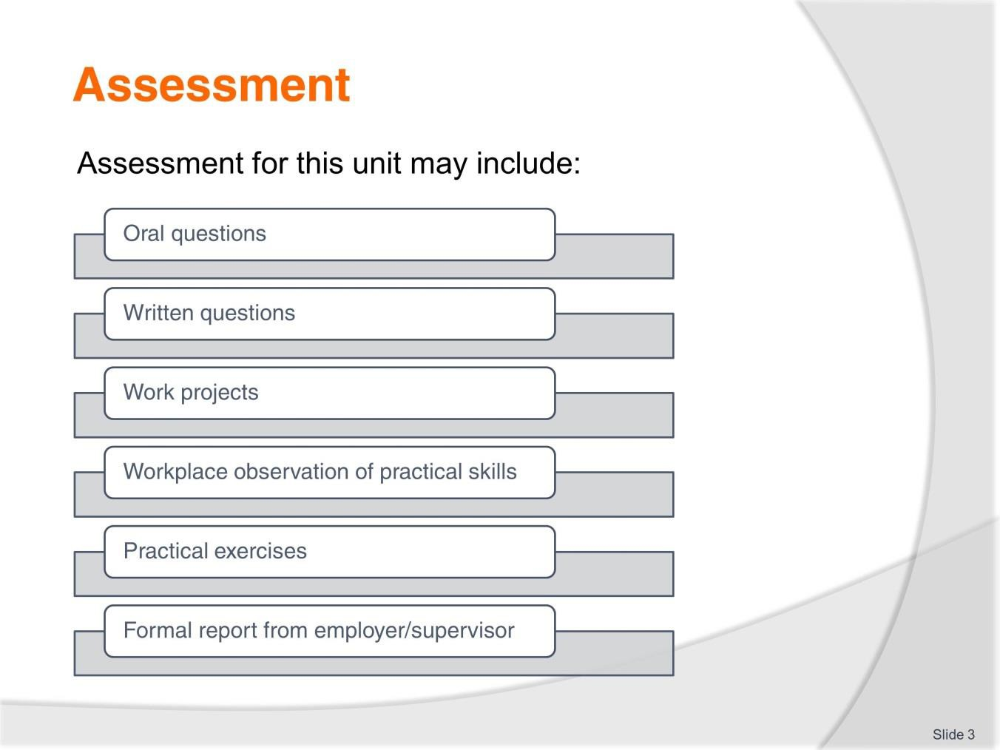 Assessment
Assessment for this unit may include:
Oral questions
Written questions
Work projects
Workplace observation of practical skills
Practical exercises
Formal report from employer/supervisor
Slide 3